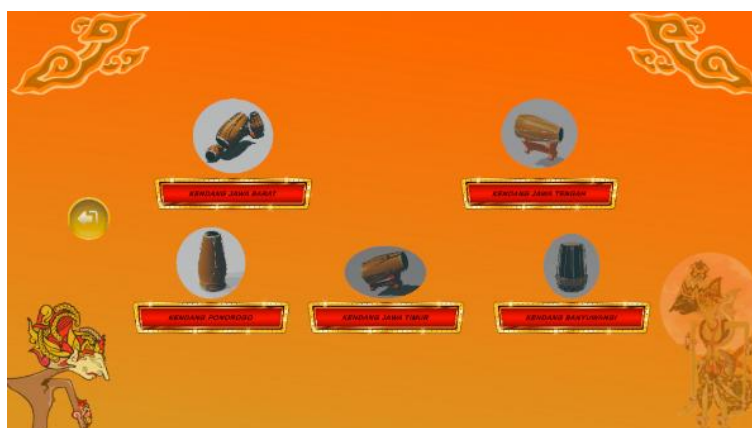 KENDANG JAWA BARAT
KENDANG JAWA TENGAH
KENDANG PONOROGO
KENDANG JAWA TIMUR
KENDANG BANYUWANGI